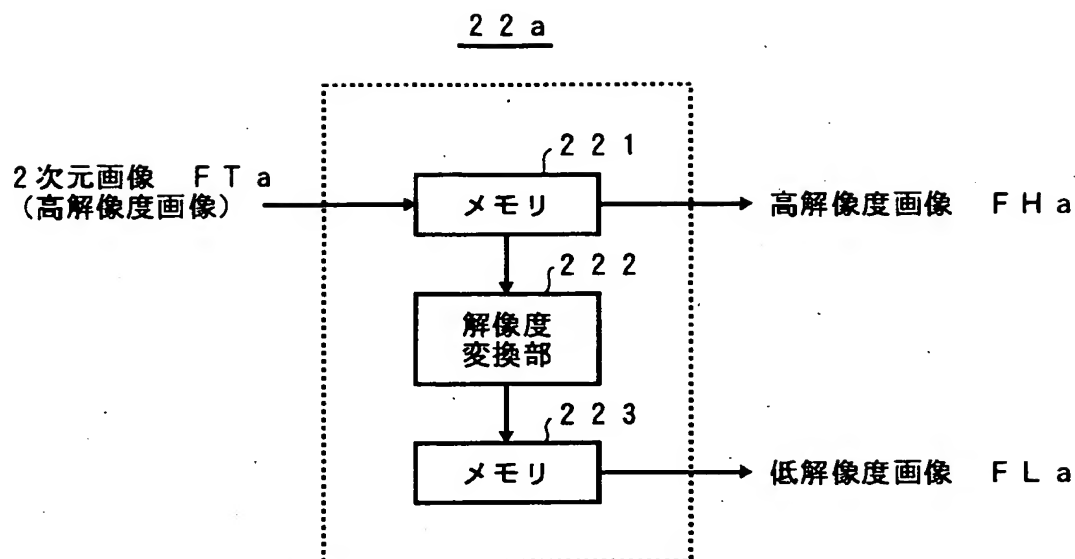 22a
221
2次元画像 FTa
(高解像度画像)
メモリ
高解像度画像 FHa
222
解像度
変換部
223
メモリ
低解像度画像 FLa